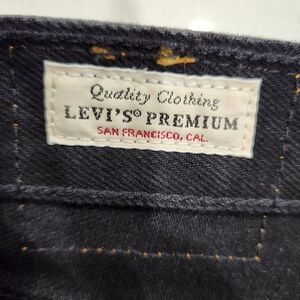 Quality Clothing
LEVI'S® PREMIUM
SAN FRANCISCO, CAL.